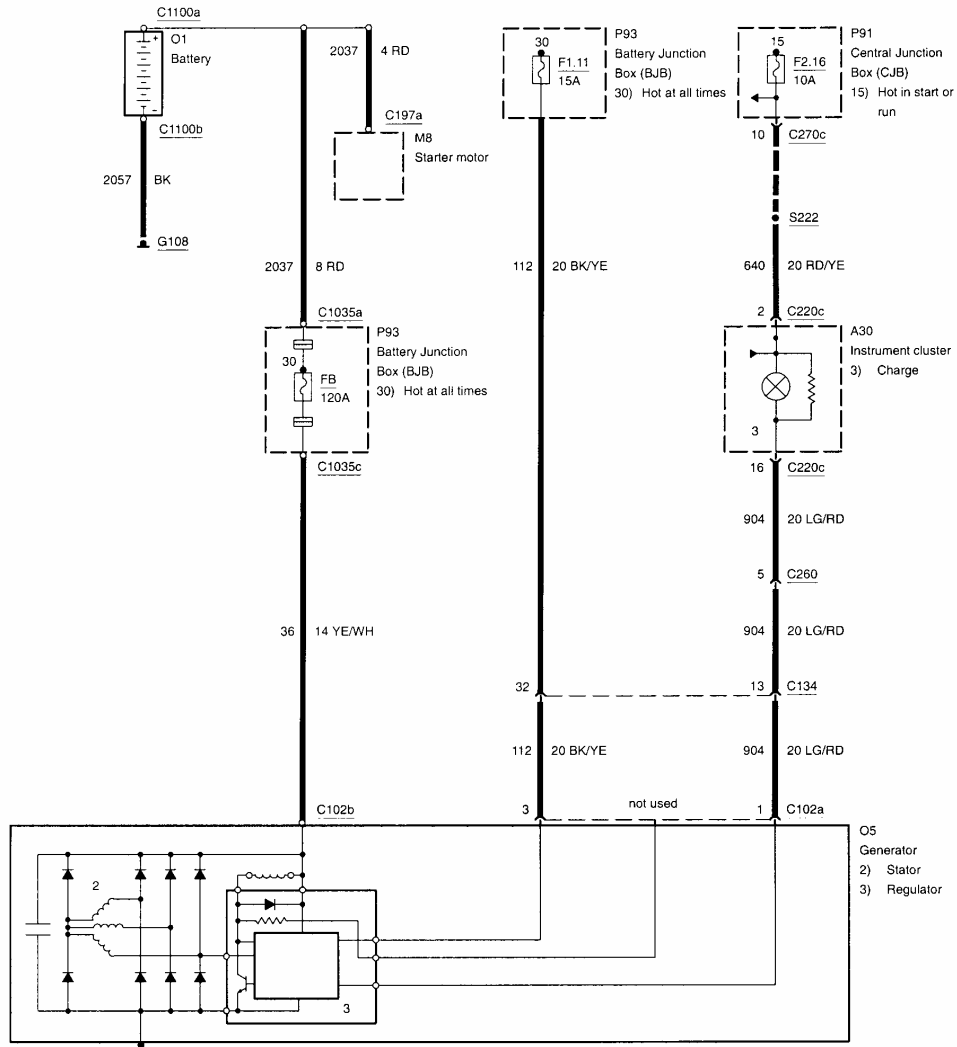 C1100a
+
O1
Battery
-
C1100b
2057 BK
G108
2037 4 RD
C197a
M8
Starter motor
2037 8 RD
C1035a
P93
Battery Junction
Box (BJB)
30) Hot at all times
30
FB
120A
C1035c
36 14 YE/WH
C102b
30
F1.11
15A
P93
Battery Junction
Box (BJB)
30) Hot at all times
112 20 BK/YE
32
112 20 BK/YE
3
not used
15
F2.16
10A
P91
Central Junction
Box (CJB)
15) Hot in start or
run
10 C270c
S222
640 20 RD/YE
2 C220c
A30
Instrument cluster
3) Charge
3
16 C220c
904 20 LG/RD
5 C260
904 20 LG/RD
13 C134
904 20 LG/RD
1 C102a
O5
Generator
2) Stator
3) Regulator
2
3